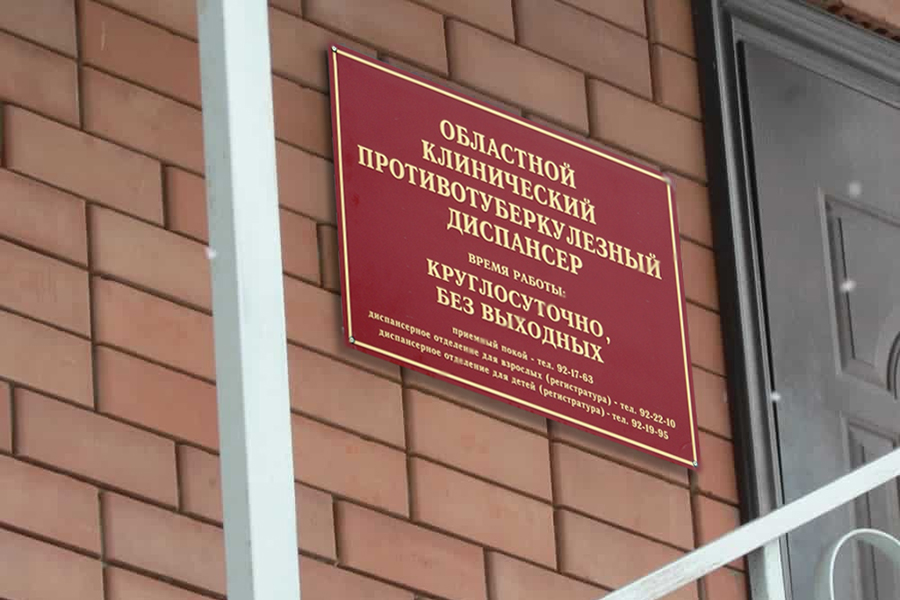 ОБЛАСТНОЙ
КЛИНИЧЕСКИЙ
ПРОТИВОТУБЕРКУЛЕЗНЫЙ
ДИСПАНСЕР
ВРЕМЯ РАБОТЫ:
КРУГЛОСУТОЧНО,
БЕЗ ВЫХОДНЫХ
приемный покой - тел. 92-17-63
диспансерное отделение для взрослых (регистратура) - тел. 92-22-10
диспансерное отделение для детей (регистратура) - тел. 92-19-95